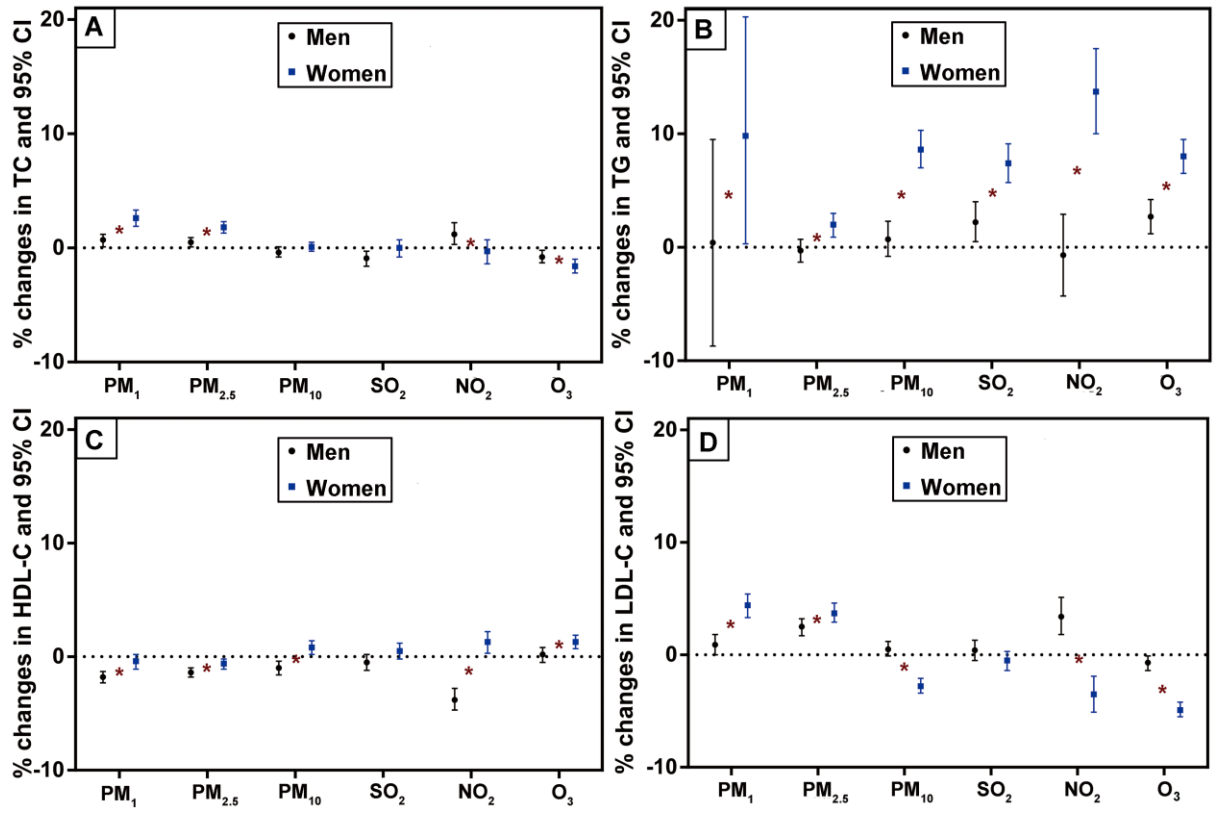 A
% changes in TC and 95% CI
20
10
0
-10
Men
Women
*
*
*
*
PM₁
PM₂.₅
PM₁₀
SO₂
NO₂
O₃
B
% changes in TG and 95% CI
20
10
0
-10
Men
Women
*
*
*
*
*
*
PM₁
PM₂.₅
PM₁₀
SO₂
NO₂
O₃
C
% changes in HDL-C and 95% CI
20
10
0
-10
Men
Women
*
*
*
*
*
PM₁
PM₂.₅
PM₁₀
SO₂
NO₂
O₃
D
% changes in LDL-C and 95% CI
20
10
0
-10
Men
Women
*
*
*
*
*
PM₁
PM₂.₅
PM₁₀
SO₂
NO₂
O₃